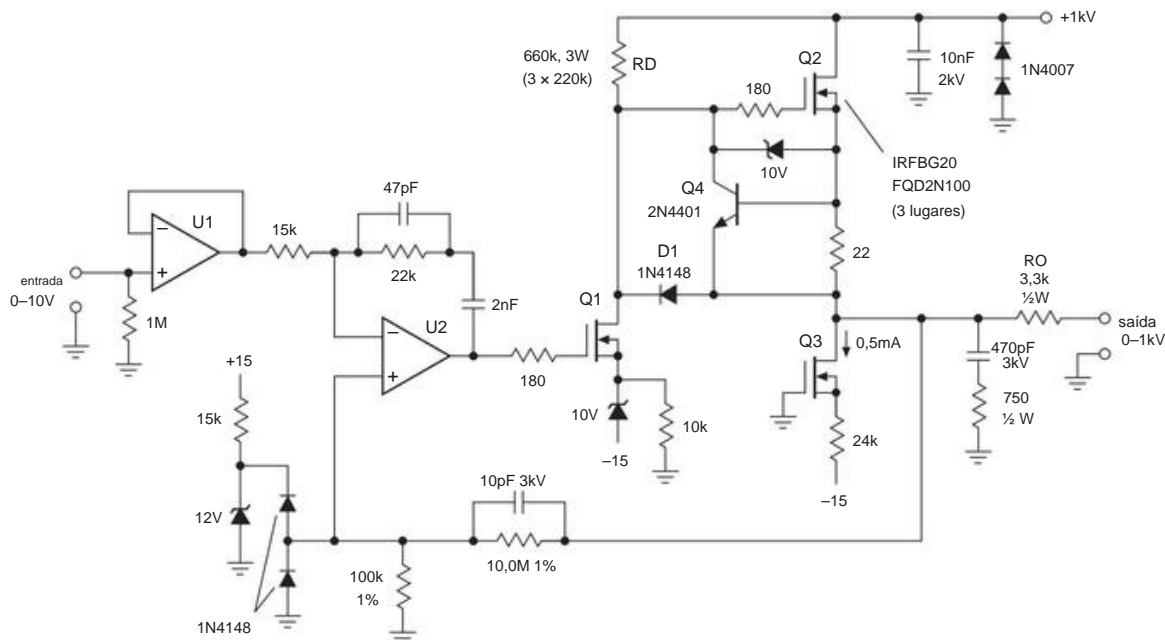 +1kV
660k, 3W
(3 × 220k)
RD
Q2
10nF
2kV
1N4007
180
IRFBG20
FQD2N100
(3 lugares)
10V
Q4
2N4401
47pF
U1
15k
22k
22
D1
1N4148
RO
3,3k
½W
entrada
0–10V
1M
2nF
Q1
saída
0–1kV
U2
Q3
0,5mA
470pF
3kV
+15
180
750
½ W
15k
10V
10k
24k
–15
–15
10pF 3kV
12V
10,0M 1%
100k
1%
1N4148